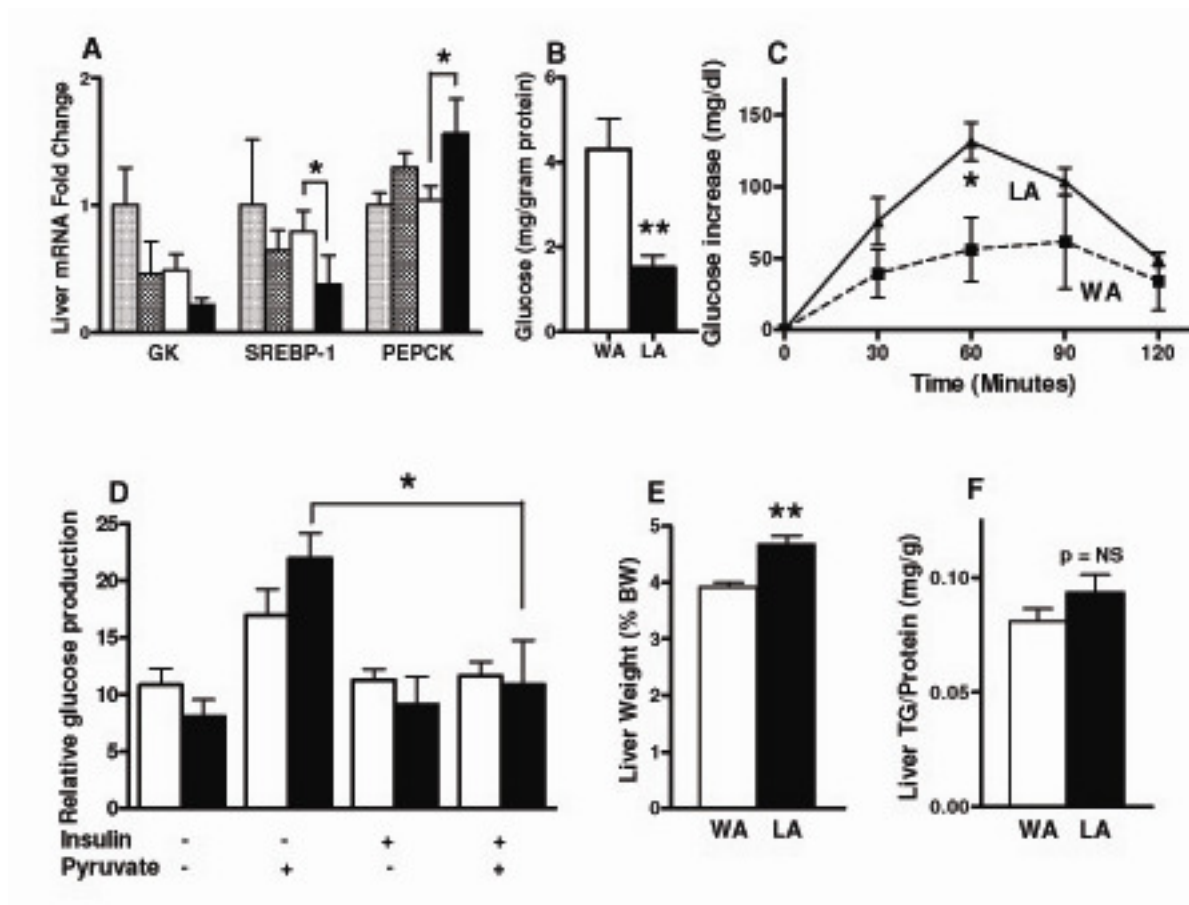 A
Liver mRNA Fold Change
2
1
0
*
*
GK SREBP-1 PEPCK
B
Glucose (mg/gram protein)
6
4
2
0
**
WA LA
C
Glucose increase (mg/dl)
150
100
50
0
*
LA
WA
0 30 60 90 120
Time (Minutes)
D
Relative glucose production
25
20
15
10
5
0
*
Insulin - - + +
Pyruvate - + - +
E
Liver Weight (% BW)
5
4
3
2
1
0
**
WA LA
F
Liver TG/Protein (mg/g)
0.10
0.05
0.00
p = NS
WA LA